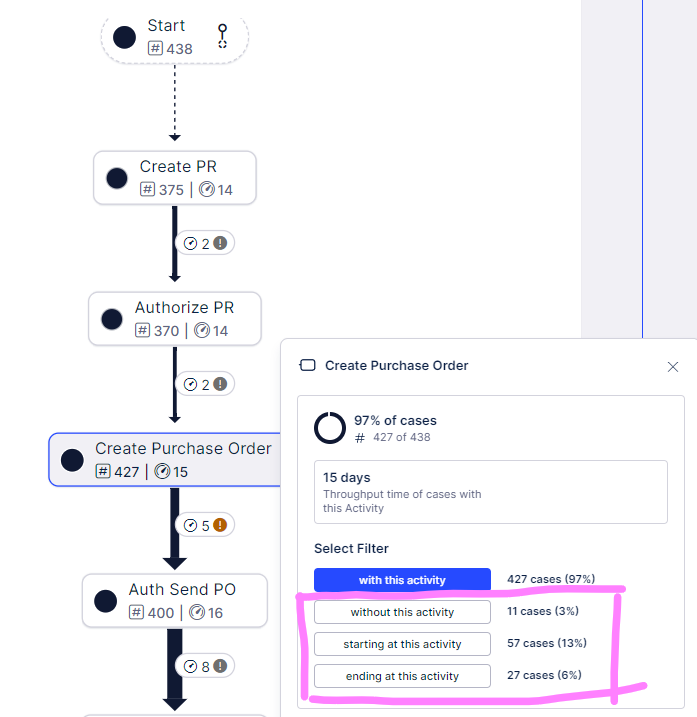 Start
# 438
Create PR
# 375 | 14
2 !
Authorize PR
# 370 | 14
2 !
Create Purchase Order
# 427 | 15
5 !
Auth Send PO
# 400 | 16
8 !
Create Purchase Order
97% of cases
# 427 of 438
15 days
Throughput time of cases with
this Activity
Select Filter
with this activity 427 cases (97%)
without this activity 11 cases (3%)
starting at this activity 57 cases (13%)
ending at this activity 27 cases (6%)